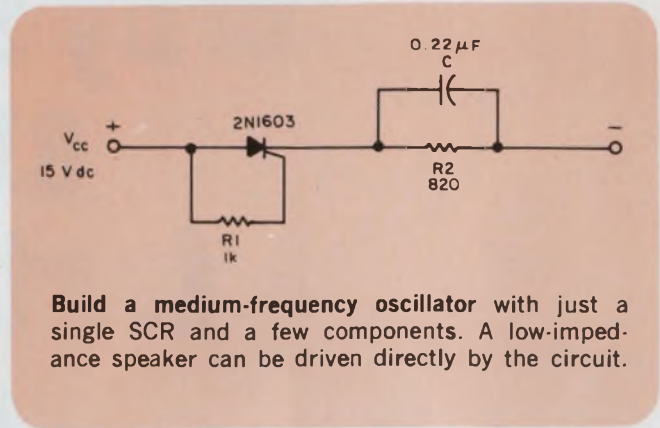 0.22μF
C
+
2N1603
-
Vcc
15 V dc
R2
820
R1
1k
Build a medium-frequency oscillator with just a
single SCR and a few components. A low-imped-
ance speaker can be driven directly by the circuit.